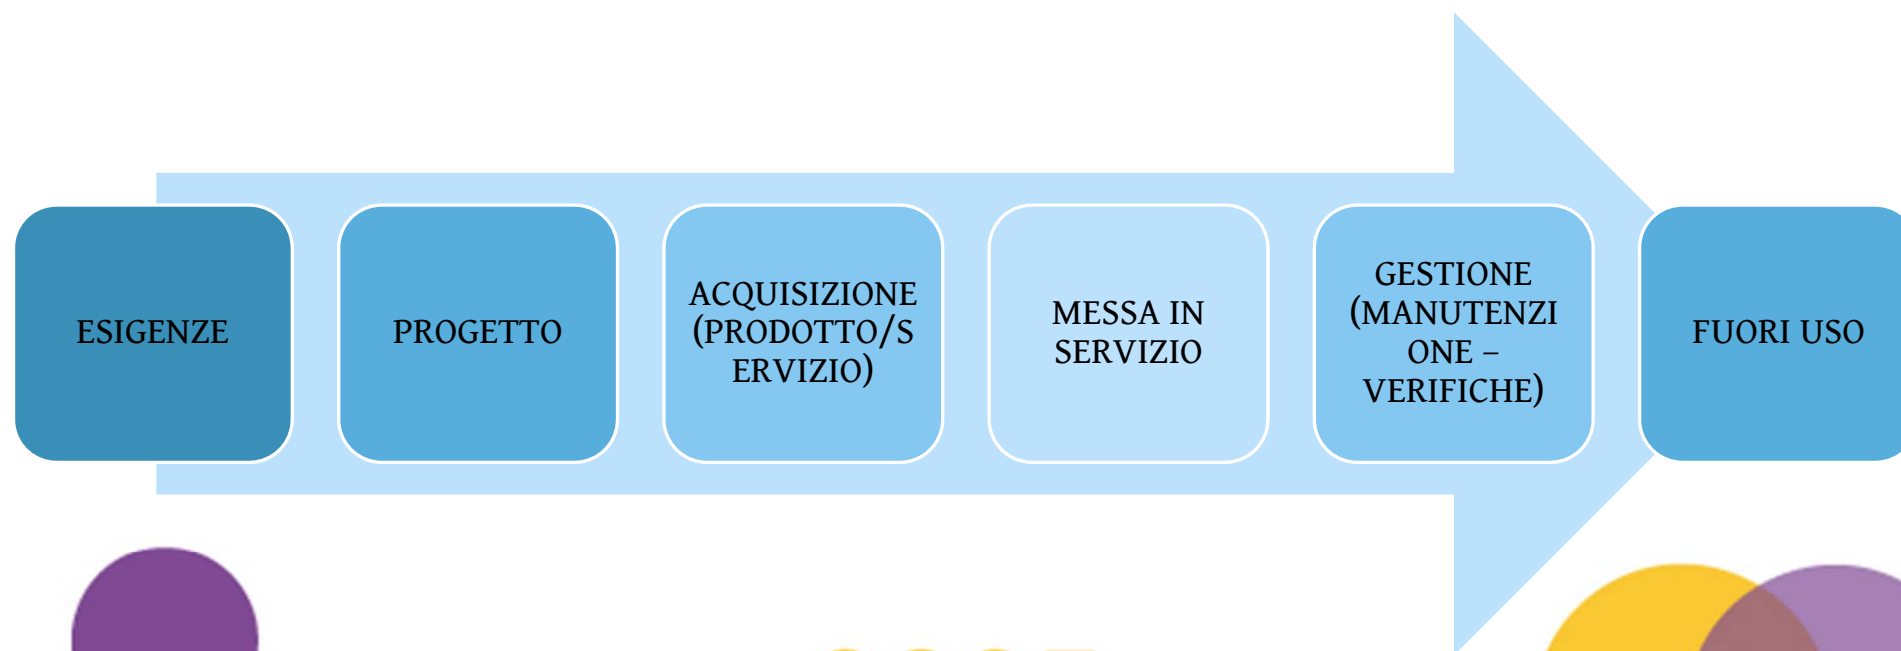 ESIGENZE
PROGETTO
ACQUISIZIONE
(PRODOTTO/S
ERVIZIO)
MESSA IN
SERVIZIO
GESTIONE
(MANUTENZI
ONE –
VERIFICHE)
FUORI USO